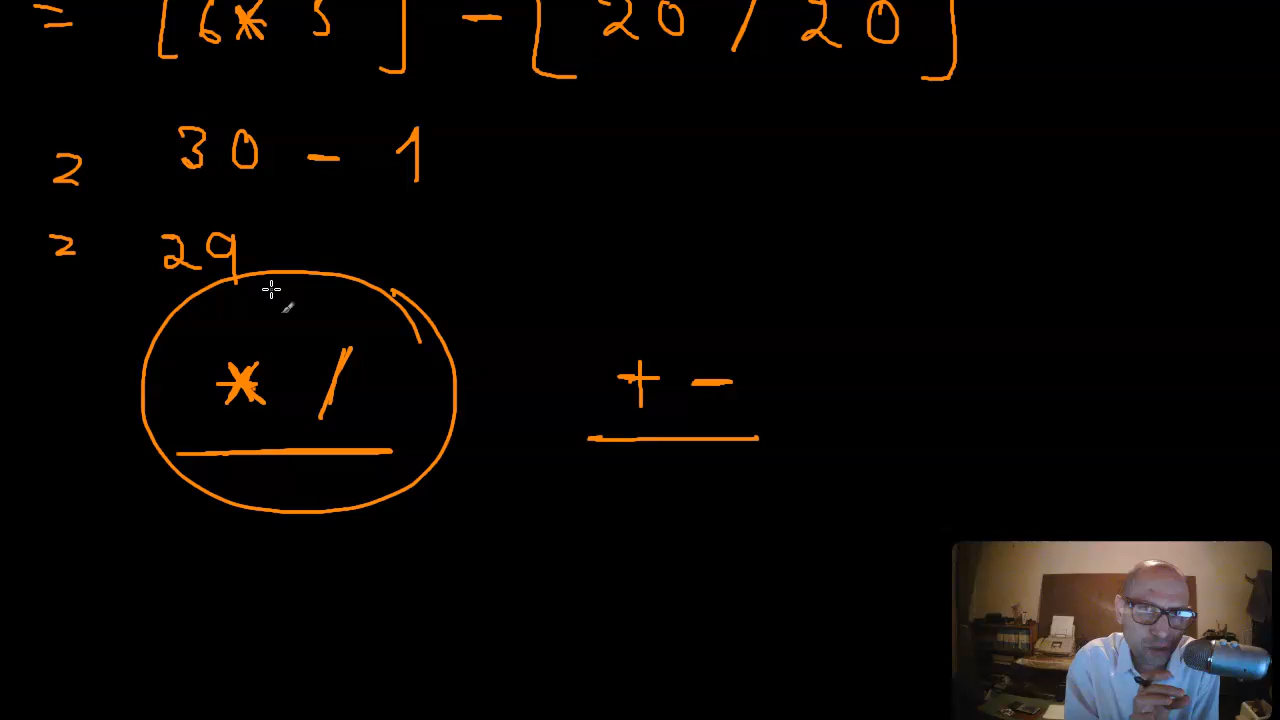 = [6*5] - [20/20]
= 30 - 1
= 29
* / + -